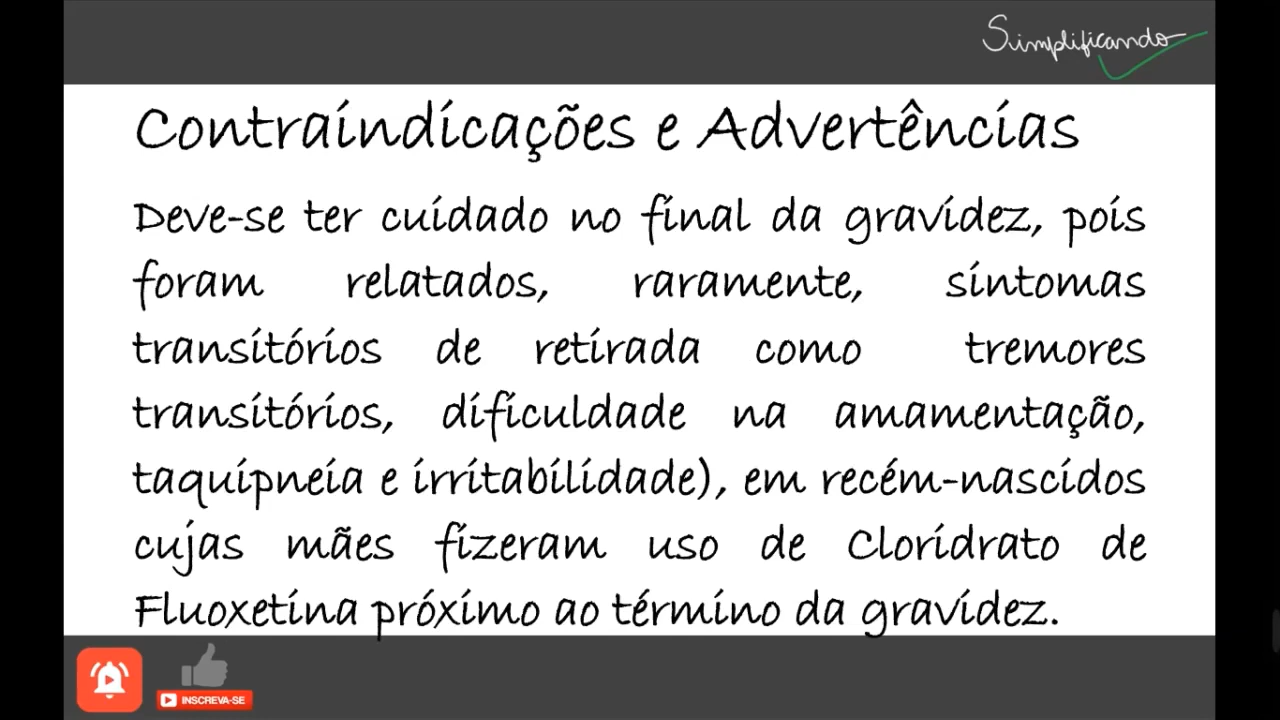 Simplificando
Contraindicações e Advertências
Deve-se ter cuidado no final da gravidez, pois
foram relatados, raramente, síntomas
transitórios de retirada como tremores
transitórios, dificuldade na amamentação,
taquipneia e irritabilidade), em recém-nascidos
cujas mães fizeram uso de Cloridrato de
Fluoxetina próximo ao término da gravidez.
INSCREVA-SE